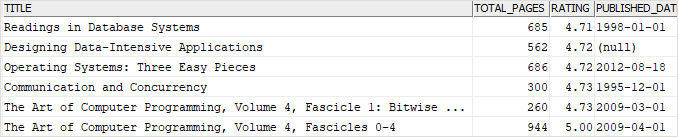 TITLE TOTAL_PAGES RATING PUBLISHED_DATE
Readings in Database Systems 685 4.71 1998-01-01
Designing Data-Intensive Applications 562 4.72 (null)
Operating Systems: Three Easy Pieces 686 4.72 2012-08-18
Communication and Concurrency 300 4.73 1995-12-01
The Art of Computer Programming, Volume 4, Fascicle 1: Bitwise ... 260 4.73 2009-03-01
The Art of Computer Programming, Volume 4, Fascicles 0-4 944 5.00 2009-04-01